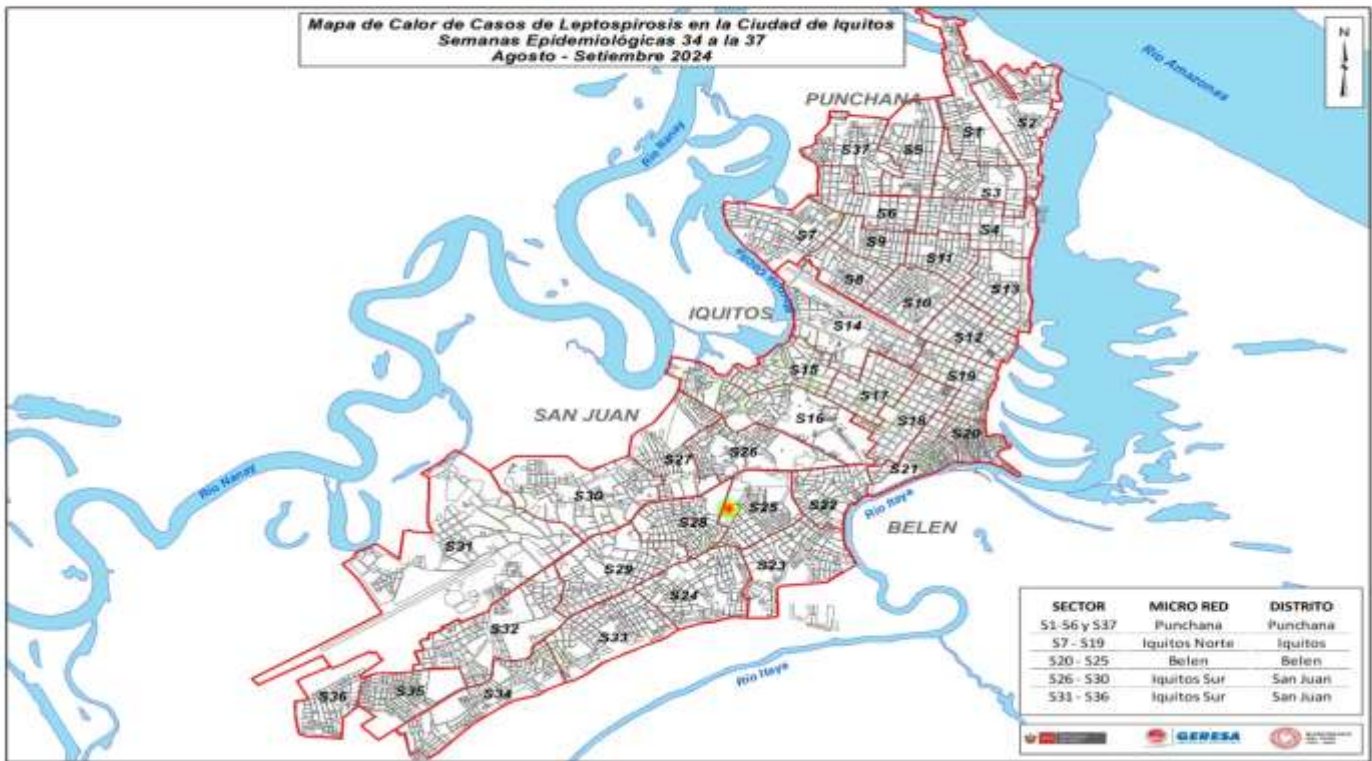 Mapa de Calor de Casos de Leptospirosis en la Ciudad de Iquitos
Semanas Epidemiológicas 34 a la 37
Agosto - Setiembre 2024
N
Río Amazonas
PUNCHANA
S1
S2
S37
S5
Río Nanay
S3
S6
S4
S7
S9
S11
S8
S13
S10
IQUITOS
S14
S12
S15
S19
S17
SAN JUAN
S16
S18
S20
S26
S27
S21
Río Nanay
S30
S25
S22
Río Itaya
S28
BELEN
S31
S29
S23
S24
S32
S33
Río Itaya
S36
S35
S34
SECTOR MICRO RED DISTRITO
S1-S6 y S37 Punchana Punchana
S7 - S19 Iquitos Norte Iquitos
S20 - S25 Belen Belen
S26 - S30 Iquitos Sur San Juan
S31 - S36 Iquitos Sur San Juan
GERESA